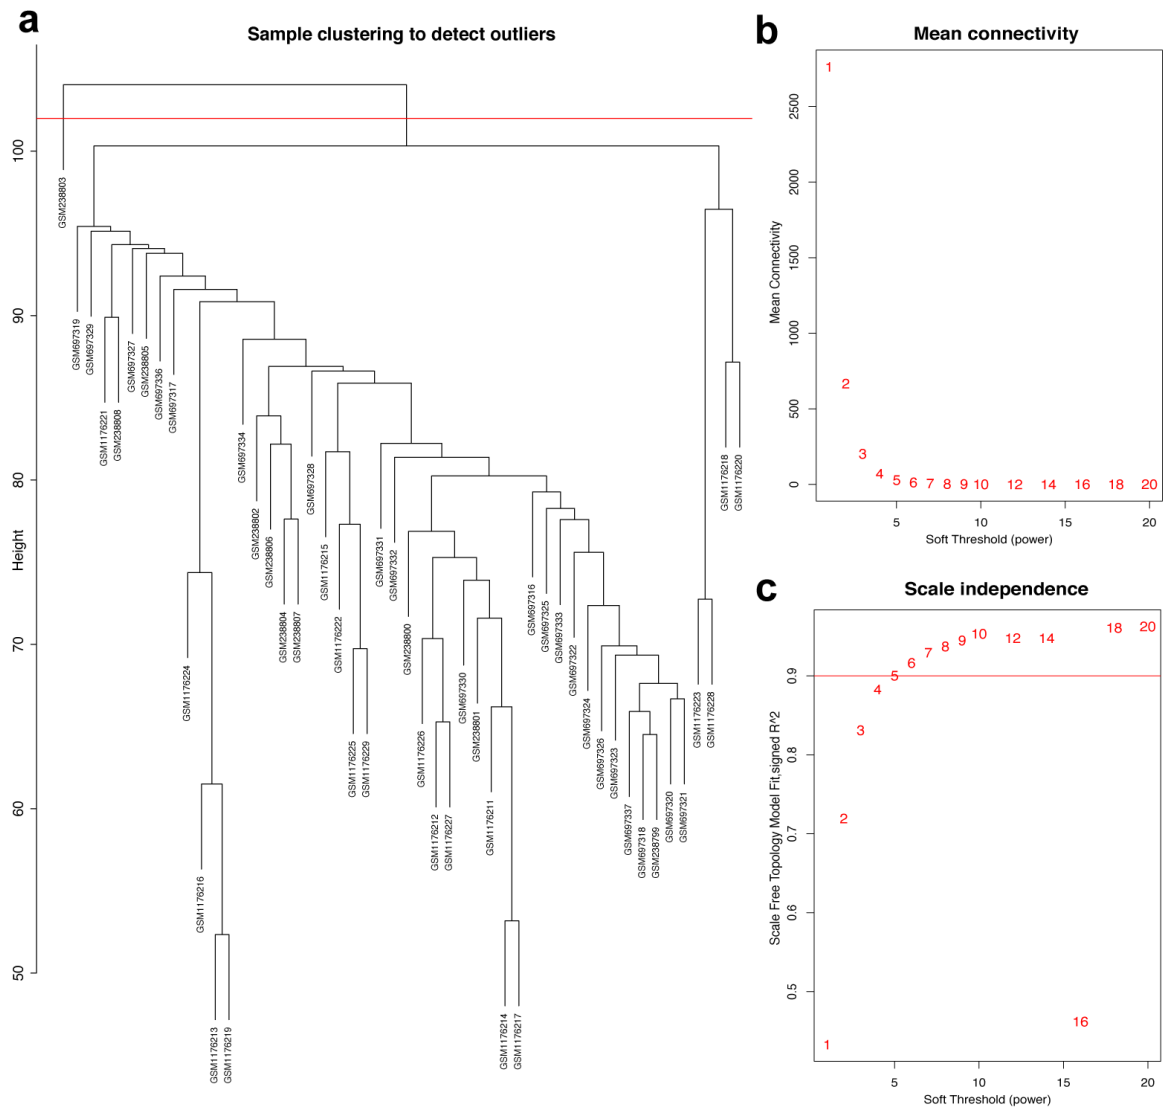 a
Sample clustering to detect outliers
Height
100
90
80
70
60
50
GSM238803
GSM697319
GSM697329
GSM1176221
GSM238808
GSM697327
GSM238805
GSM697336
GSM697317
GSM1176224
GSM1176216
GSM1176213
GSM1176219
GSM697334
GSM238802
GSM238806
GSM238804
GSM238807
GSM697328
GSM1176215
GSM1176222
GSM1176225
GSM1176229
GSM697331
GSM697332
GSM238800
GSM1176226
GSM1176212
GSM1176227
GSM697330
GSM238801
GSM1176211
GSM1176214
GSM1176217
GSM697316
GSM697325
GSM697333
GSM697322
GSM697324
GSM697326
GSM697323
GSM697337
GSM697318
GSM238799
GSM697320
GSM697321
GSM1176223
GSM1176228
GSM1176218
GSM1176220
b
Mean connectivity
Mean Connectivity
2500
2000
1500
1000
500
0
1
2
3
4
5
6
7
8
9
10
12
14
16
18
20
5 10 15 20
Soft Threshold (power)
c
Scale independence
Scale Free Topology Model Fit,signed R^2
0.9
0.8
0.7
0.6
0.5
1
2
3
4
5
6
7
8
9
10
12
14
16
18
20
5 10 15 20
Soft Threshold (power)